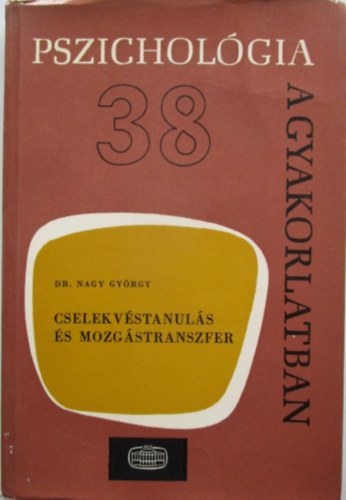 PSZICHOLÓGIA
A GYAKORLATBAN
38
DR. NAGY GYÖRGY
CSELEKVÉSTANULÁS
ÉS MOZGÁSTRANSZFER